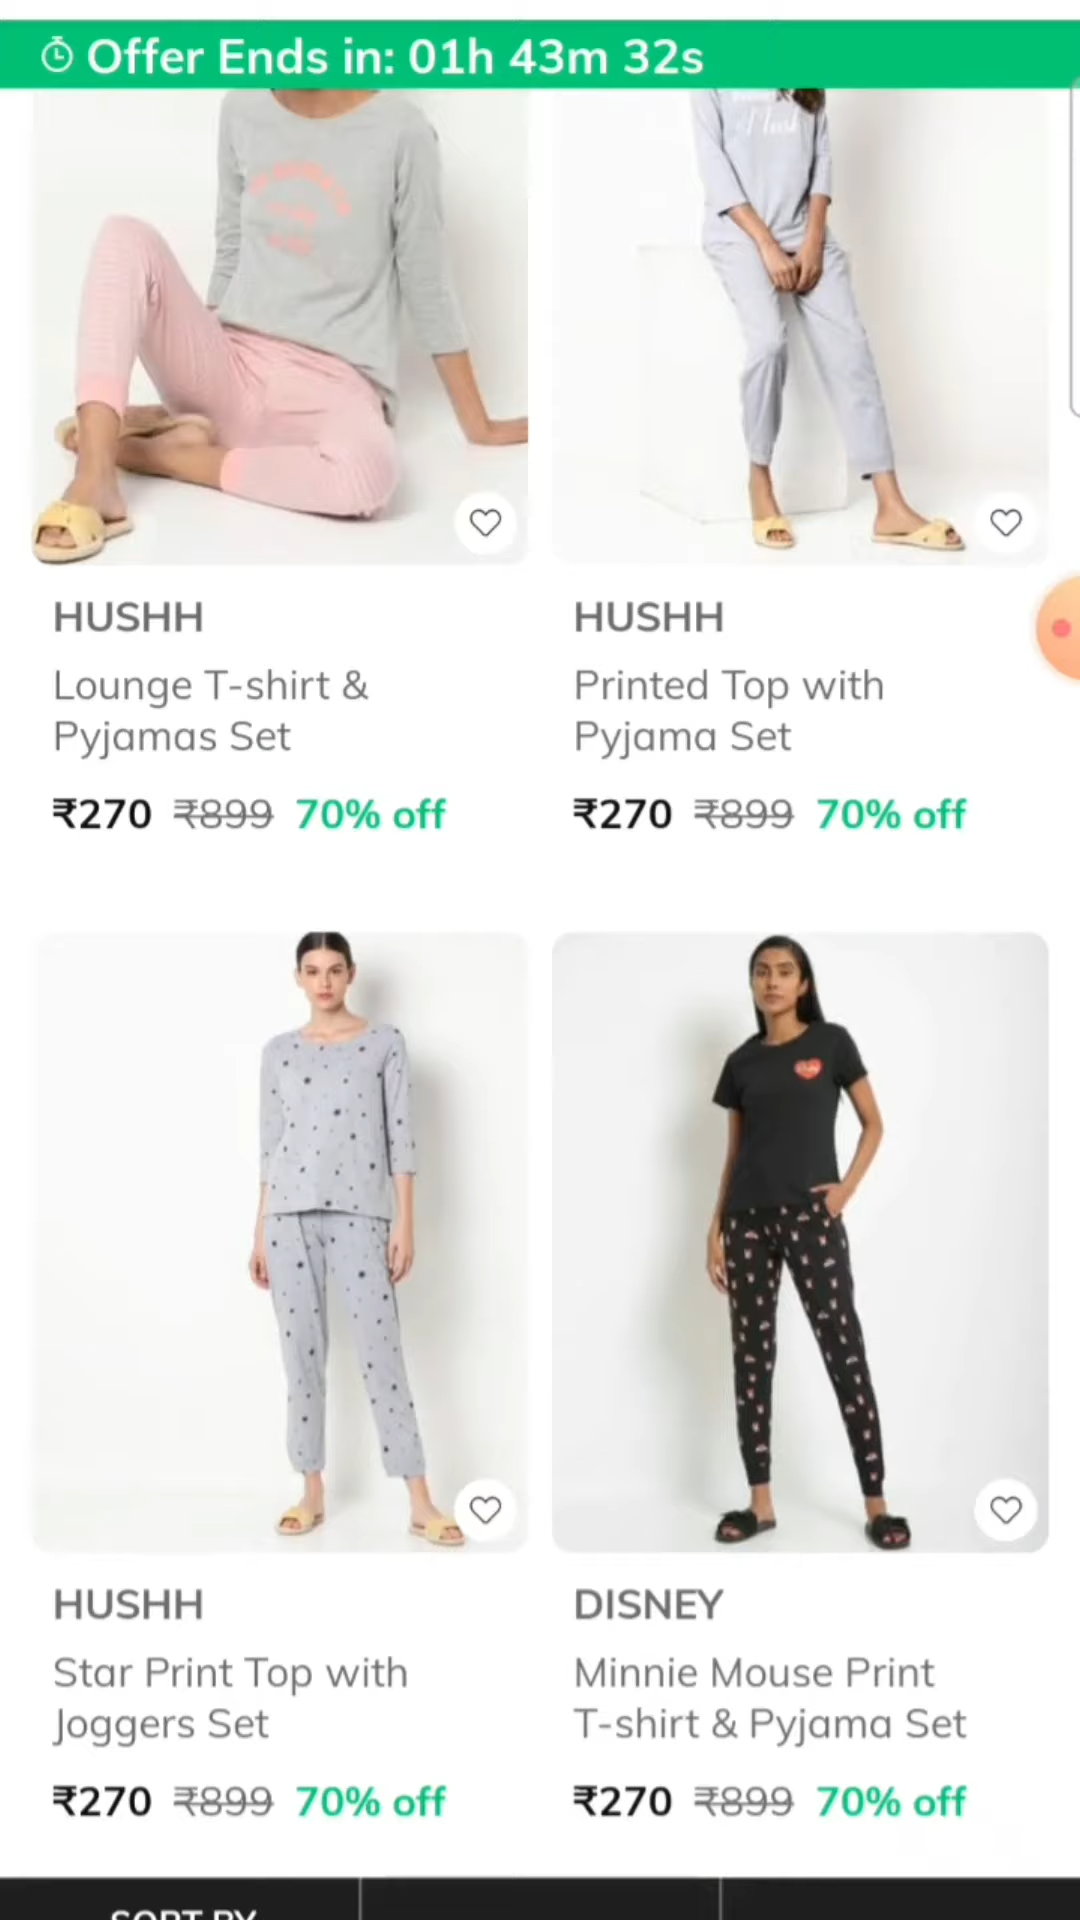 Offer Ends in: 01h 43m 32s
HUSHH
Lounge T-shirt &
Pyjamas Set
₹270 ₹899 70% off
HUSHH
Printed Top with
Pyjama Set
₹270 ₹899 70% off
HUSHH
Star Print Top with
Joggers Set
₹270 ₹899 70% off
DISNEY
Minnie Mouse Print
T-shirt & Pyjama Set
₹270 ₹899 70% off
SORT BY